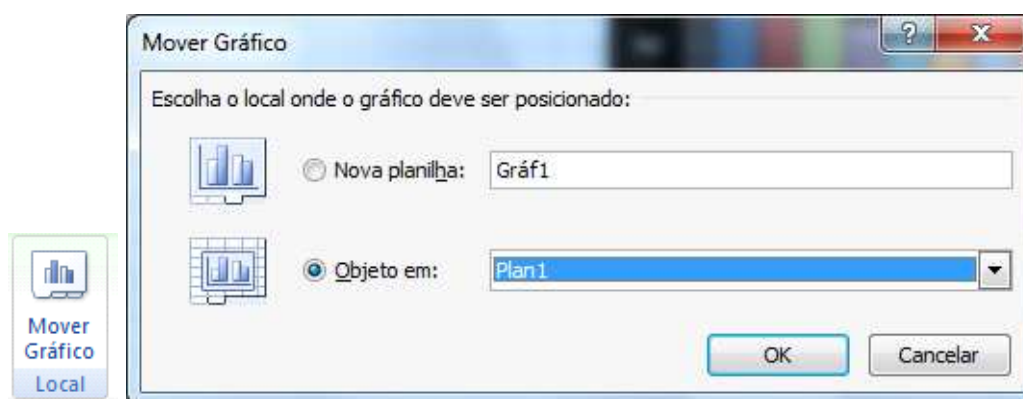 Mover Gráfico
Escolha o local onde o gráfico deve ser posicionado:
Nova planilha: Gráf1
Objeto em: Plan1
OK Cancelar
Mover
Gráfico
Local